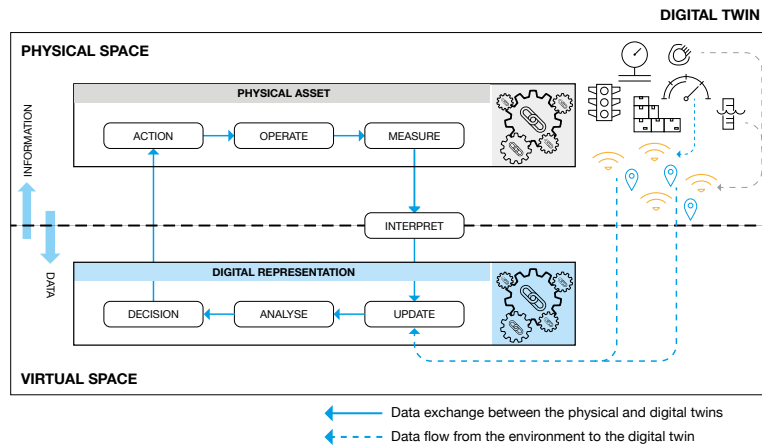 DIGITAL TWIN
PHYSICAL SPACE
PHYSICAL ASSET
ACTION
OPERATE
MEASURE
INFORMATION
INTERPRET
DATA
DIGITAL REPRESENTATION
DECISION
ANALYSE
UPDATE
VIRTUAL SPACE
Data exchange between the physical and digital twins
Data flow from the environment to the digital twin